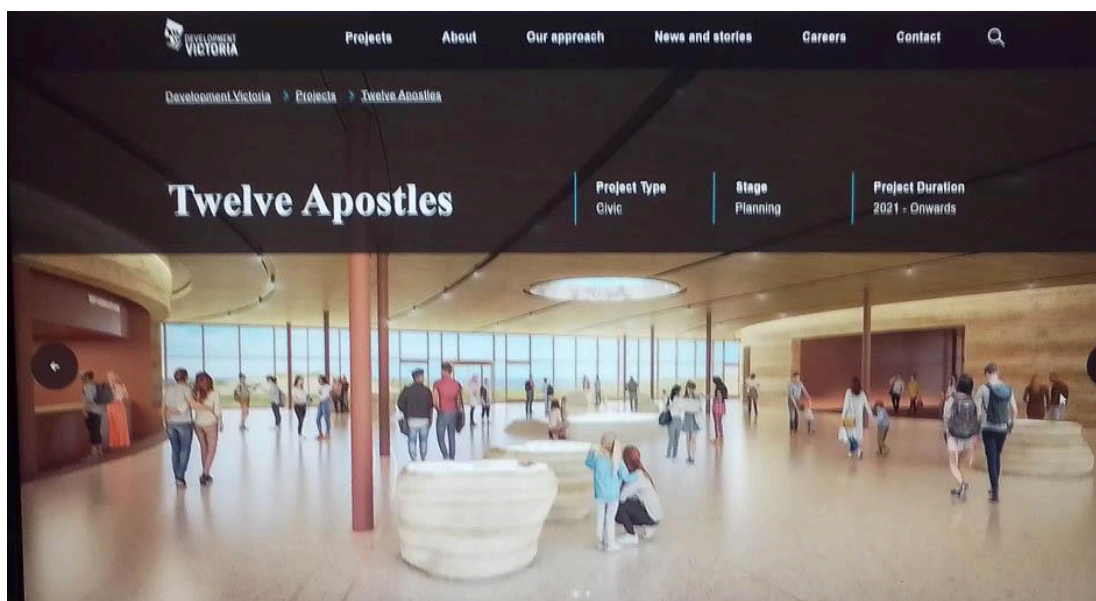 DEVELOPMENT
VICTORIA
Projects About Our approach News and stories Careers Contact
Development Victoria Projects Twelve Apostles
Twelve Apostles
Project Type
Civic
Stage
Planning
Project Duration
2021 - Onwards